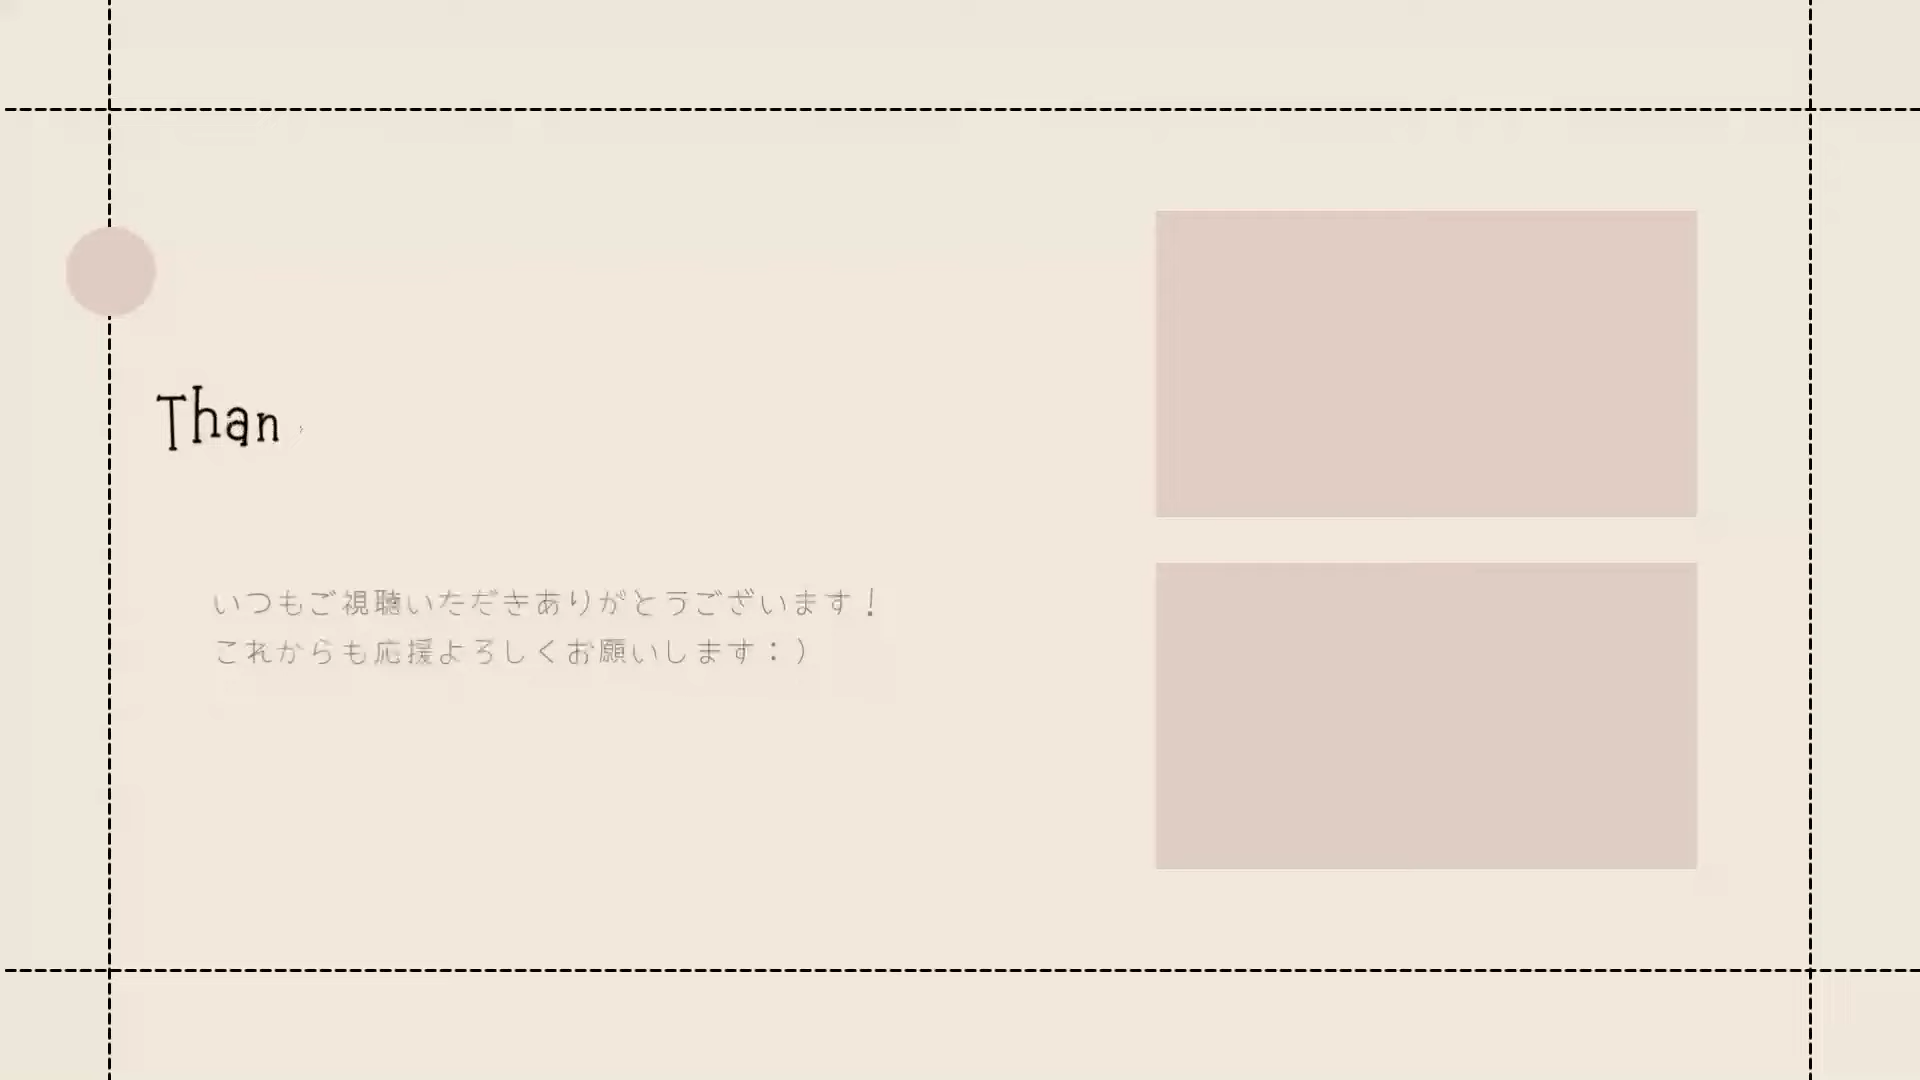 Than
いつもご視聴いただきありがとうございます！
これからも応援よろしくお願いします：）